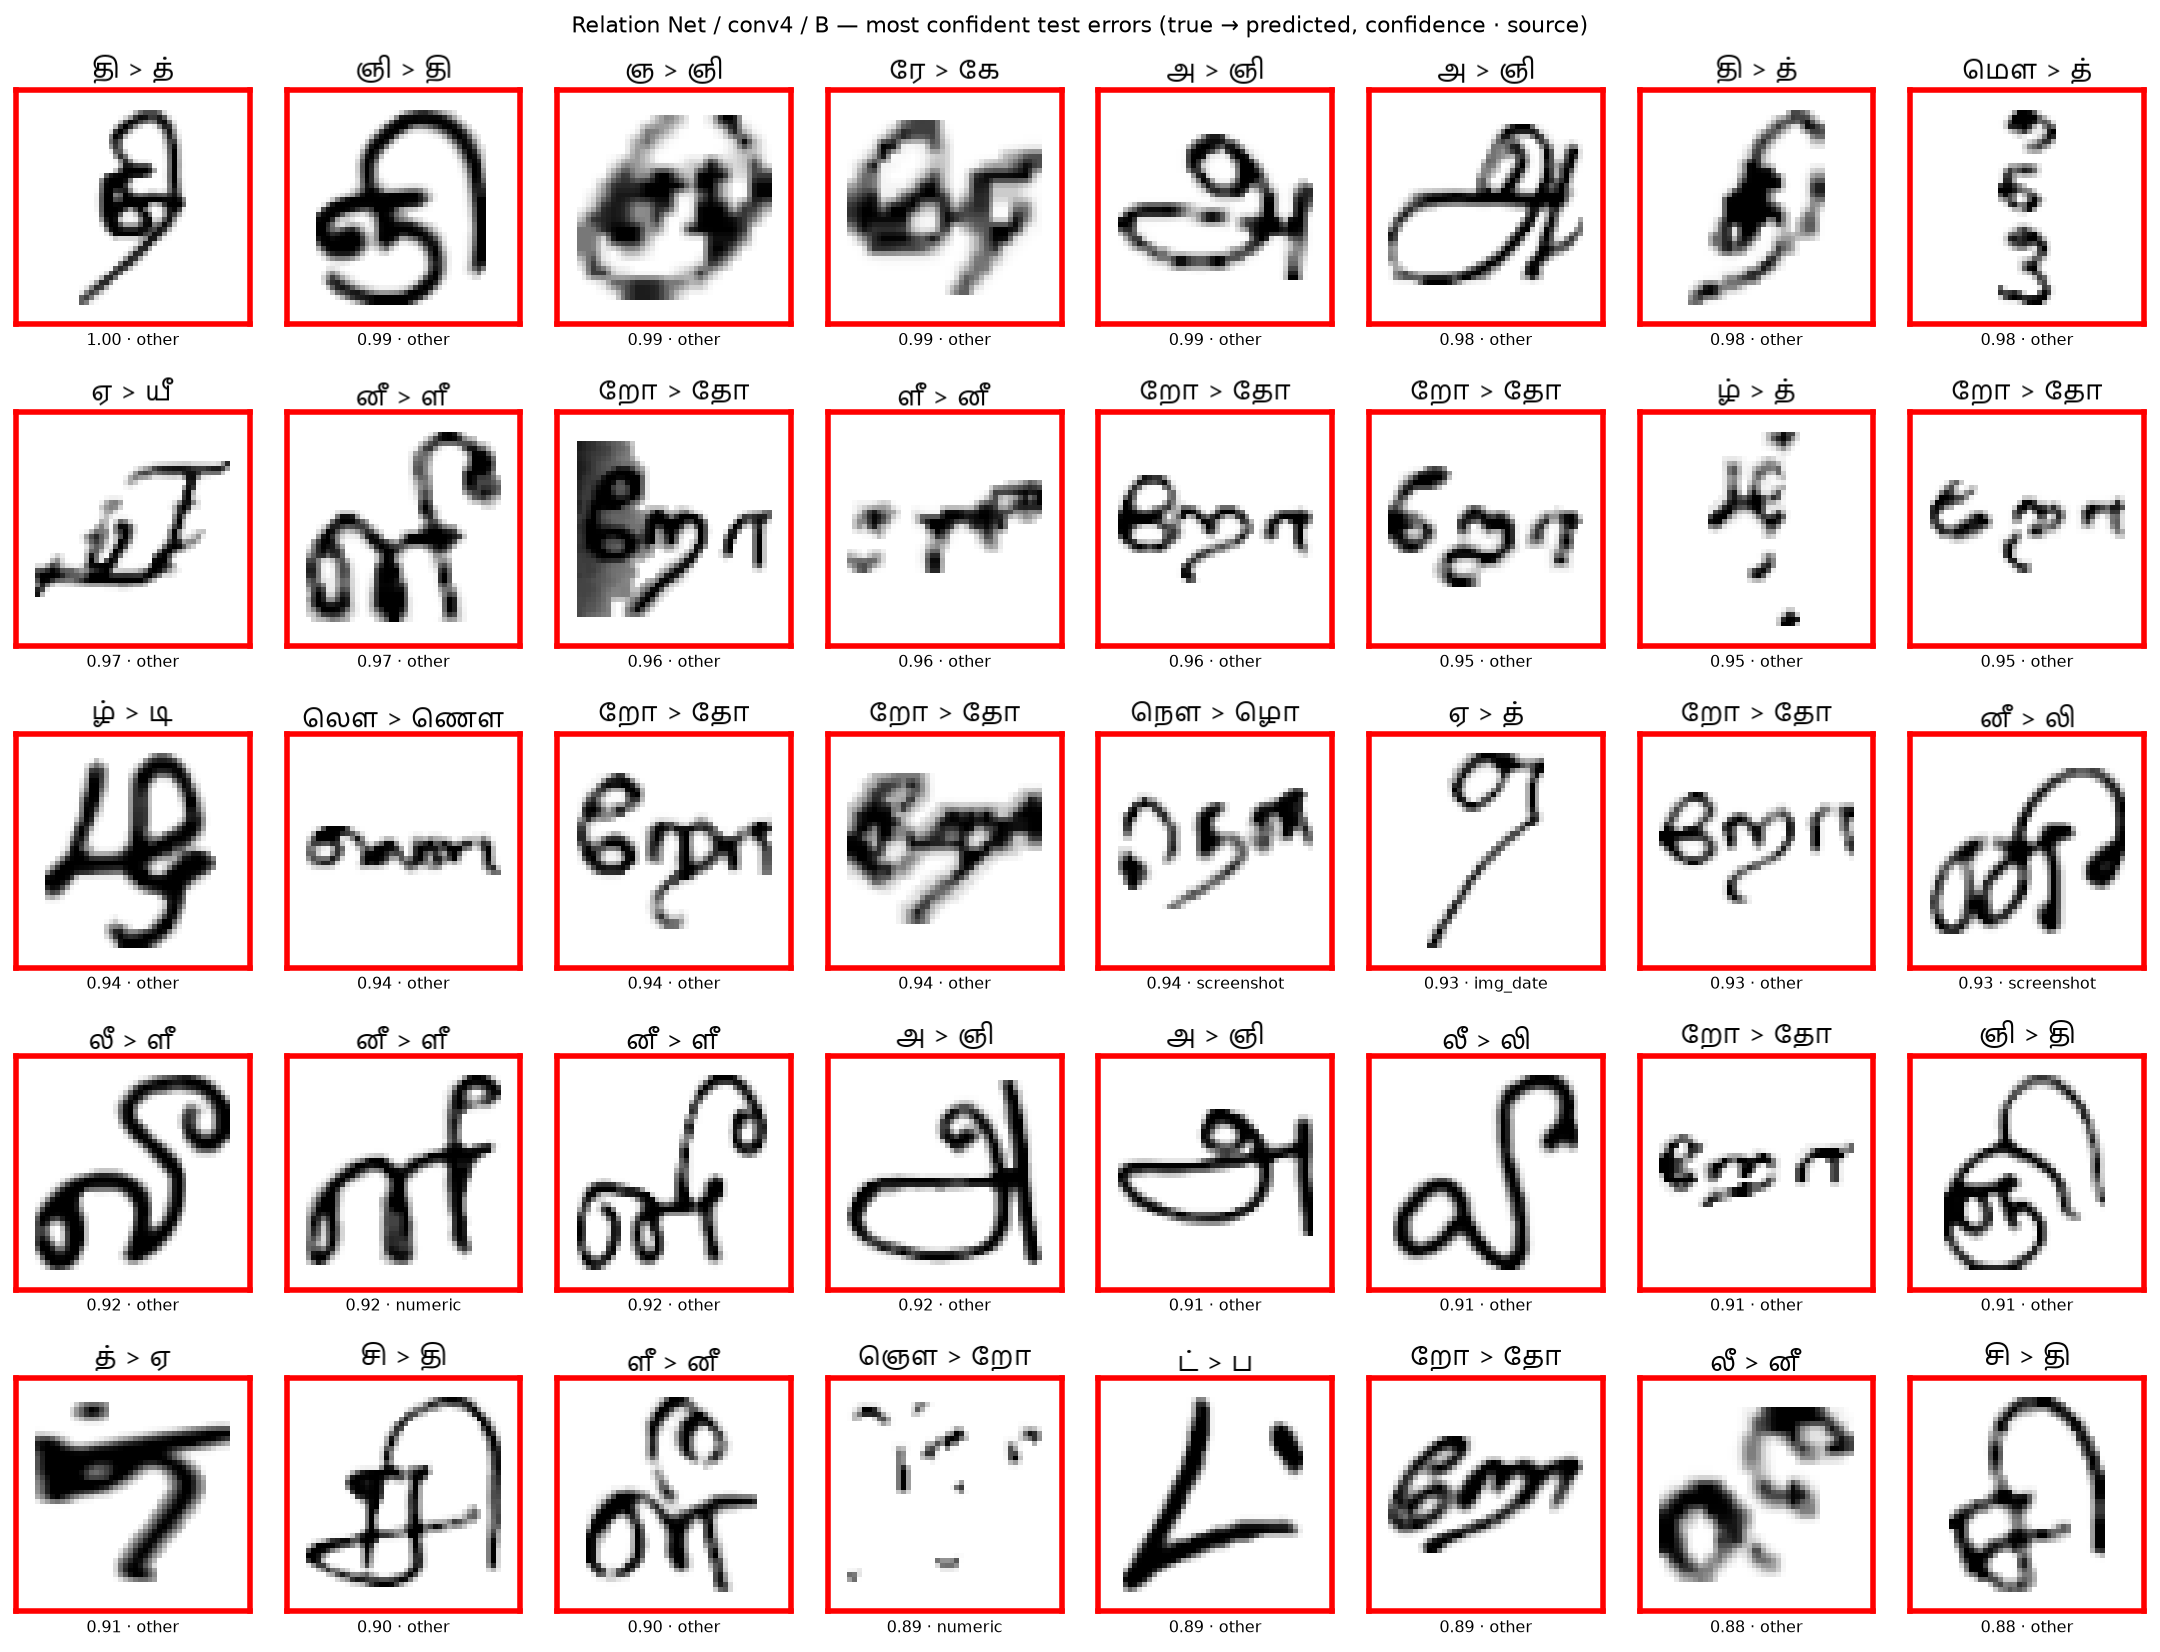 Relation Net / conv4 / B — most confident test errors (true → predicted, confidence · source)
தி > த் ஞி > தி ஞ > ஞி ரே > கே அ > ஞி அ > ஞி தி > த் மௌ > த்
1.00 · other 0.99 · other 0.99 · other 0.99 · other 0.99 · other 0.98 · other 0.98 · other 0.98 · other
ஏ > யீ னீ > ளீ றோ > தோ ளீ > னீ றோ > தோ றோ > தோ ழ் > த் றோ > தோ
0.97 · other 0.97 · other 0.96 · other 0.96 · other 0.96 · other 0.95 · other 0.95 · other 0.95 · other
ழ் > டி லௌ > ணௌ றோ > தோ றோ > தோ நௌ > ழொ ஏ > த் றோ > தோ னீ > லி
0.94 · other 0.94 · other 0.94 · other 0.94 · other 0.94 · screenshot 0.93 · img_date 0.93 · other 0.93 · screenshot
லீ > ளீ னீ > ளீ னீ > ளீ அ > ஞி அ > ஞி லீ > லி றோ > தோ ஞி > தி
0.92 · other 0.92 · numeric 0.92 · other 0.92 · other 0.91 · other 0.91 · other 0.91 · other 0.91 · other
த் > ஏ சி > தி ளீ > னீ ஞௌ > றோ ட் > ப றோ > தோ லீ > னீ சி > தி
0.91 · other 0.90 · other 0.90 · other 0.89 · numeric 0.89 · other 0.89 · other 0.88 · other 0.88 · other